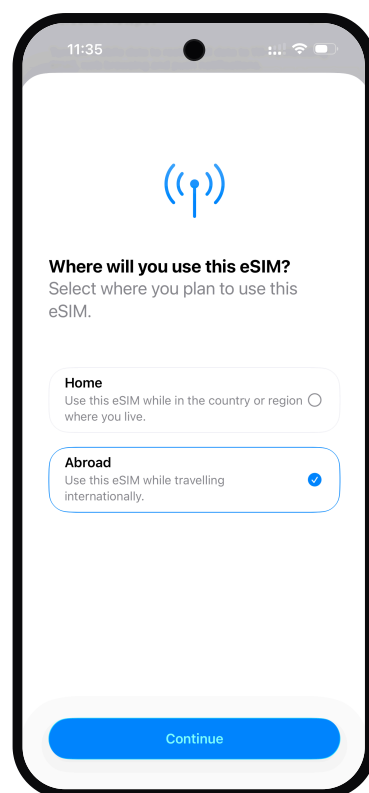 11:35
Where will you use this eSIM?
Select where you plan to use this
eSIM.
Home
Use this eSIM while in the country or region
where you live.
Abroad
Use this eSIM while travelling
internationally.
Continue